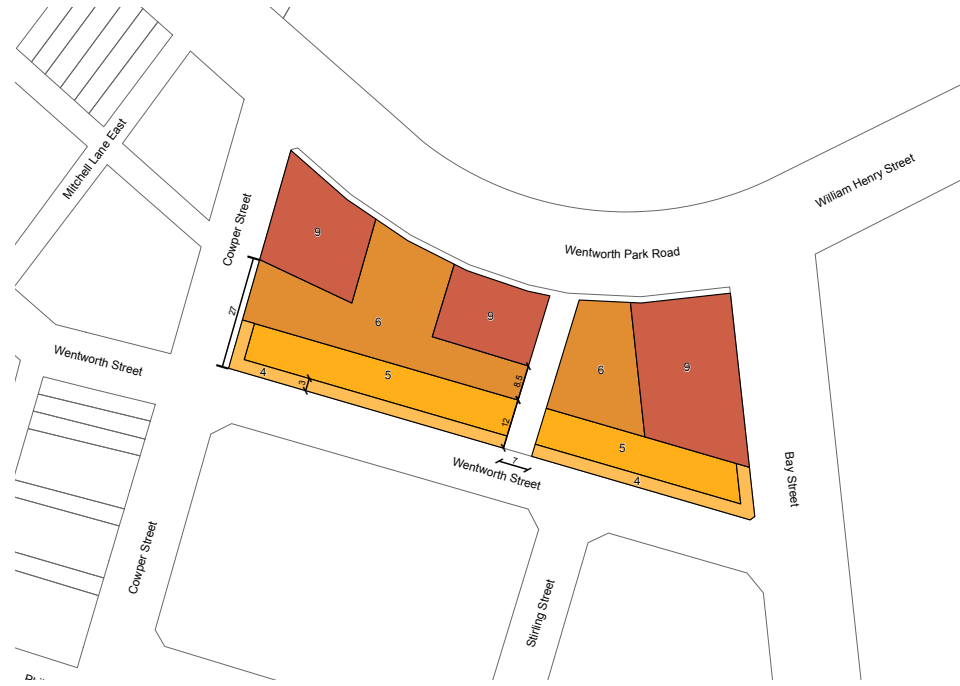 Mitchell Lane East
William Henry Street
Cowper Street
9
Wentworth Park Road
27
9
6
Wentworth Street
4
5
3
8.5
12
6
9
5
4
7
Wentworth Street
Bay Street
Cowper Street
Stirling Street